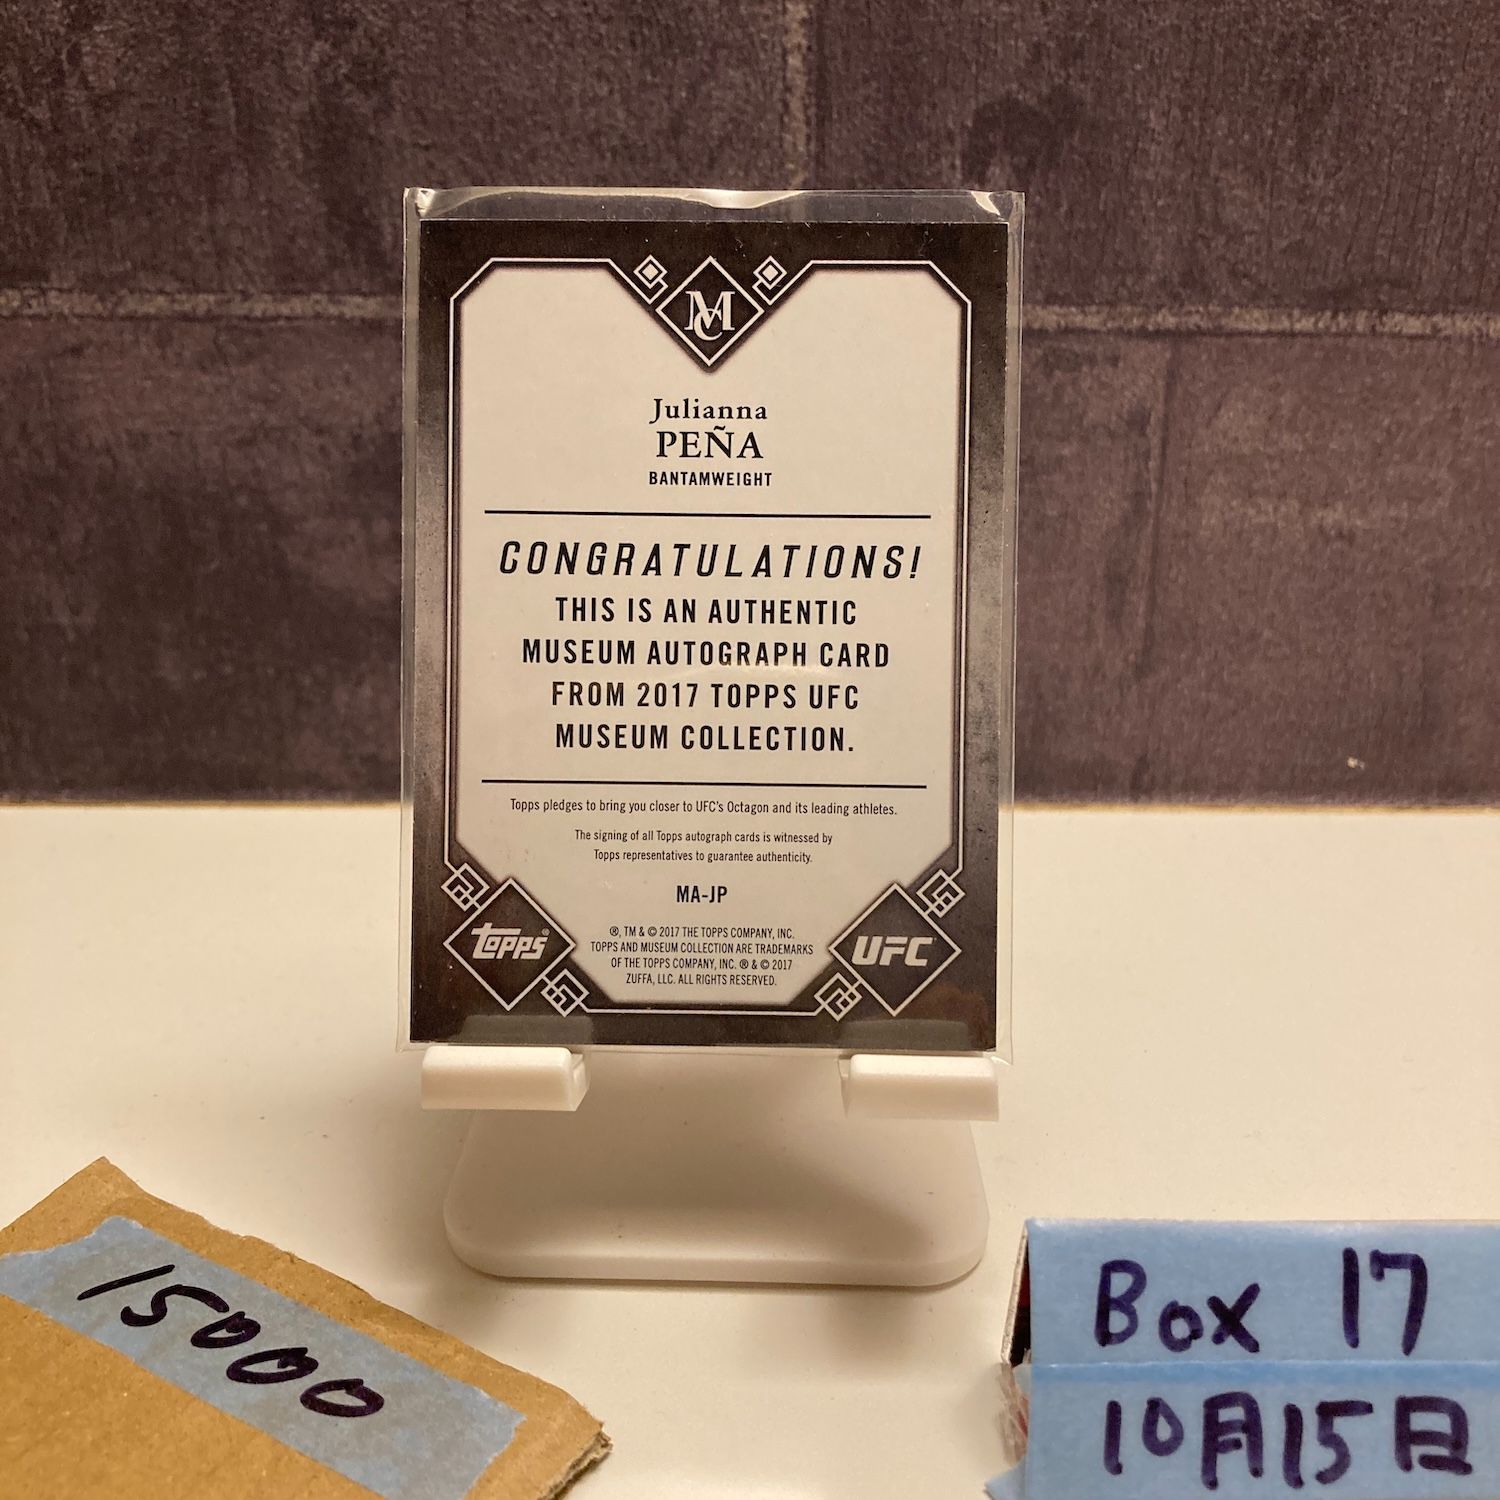 MC
Julianna
PEÑA
BANTAMWEIGHT
CONGRATULATIONS!
THIS IS AN AUTHENTIC
MUSEUM AUTOGRAPH CARD
FROM 2017 TOPPS UFC
MUSEUM COLLECTION.
Topps pledges to bring you closer to UFC's Octagon and its leading athletes.
The signing of all Topps autograph cards is witnessed by
Topps representatives to guarantee authenticity.
MA-JP
®, TM & © 2017 THE TOPPS COMPANY, INC.
TOPPS AND MUSEUM COLLECTION ARE TRADEMARKS
OF THE TOPPS COMPANY, INC. ® & © 2017
ZUFFA, LLC. ALL RIGHTS RESERVED.
Topps®
UFC
15000
Box 17
10月15日